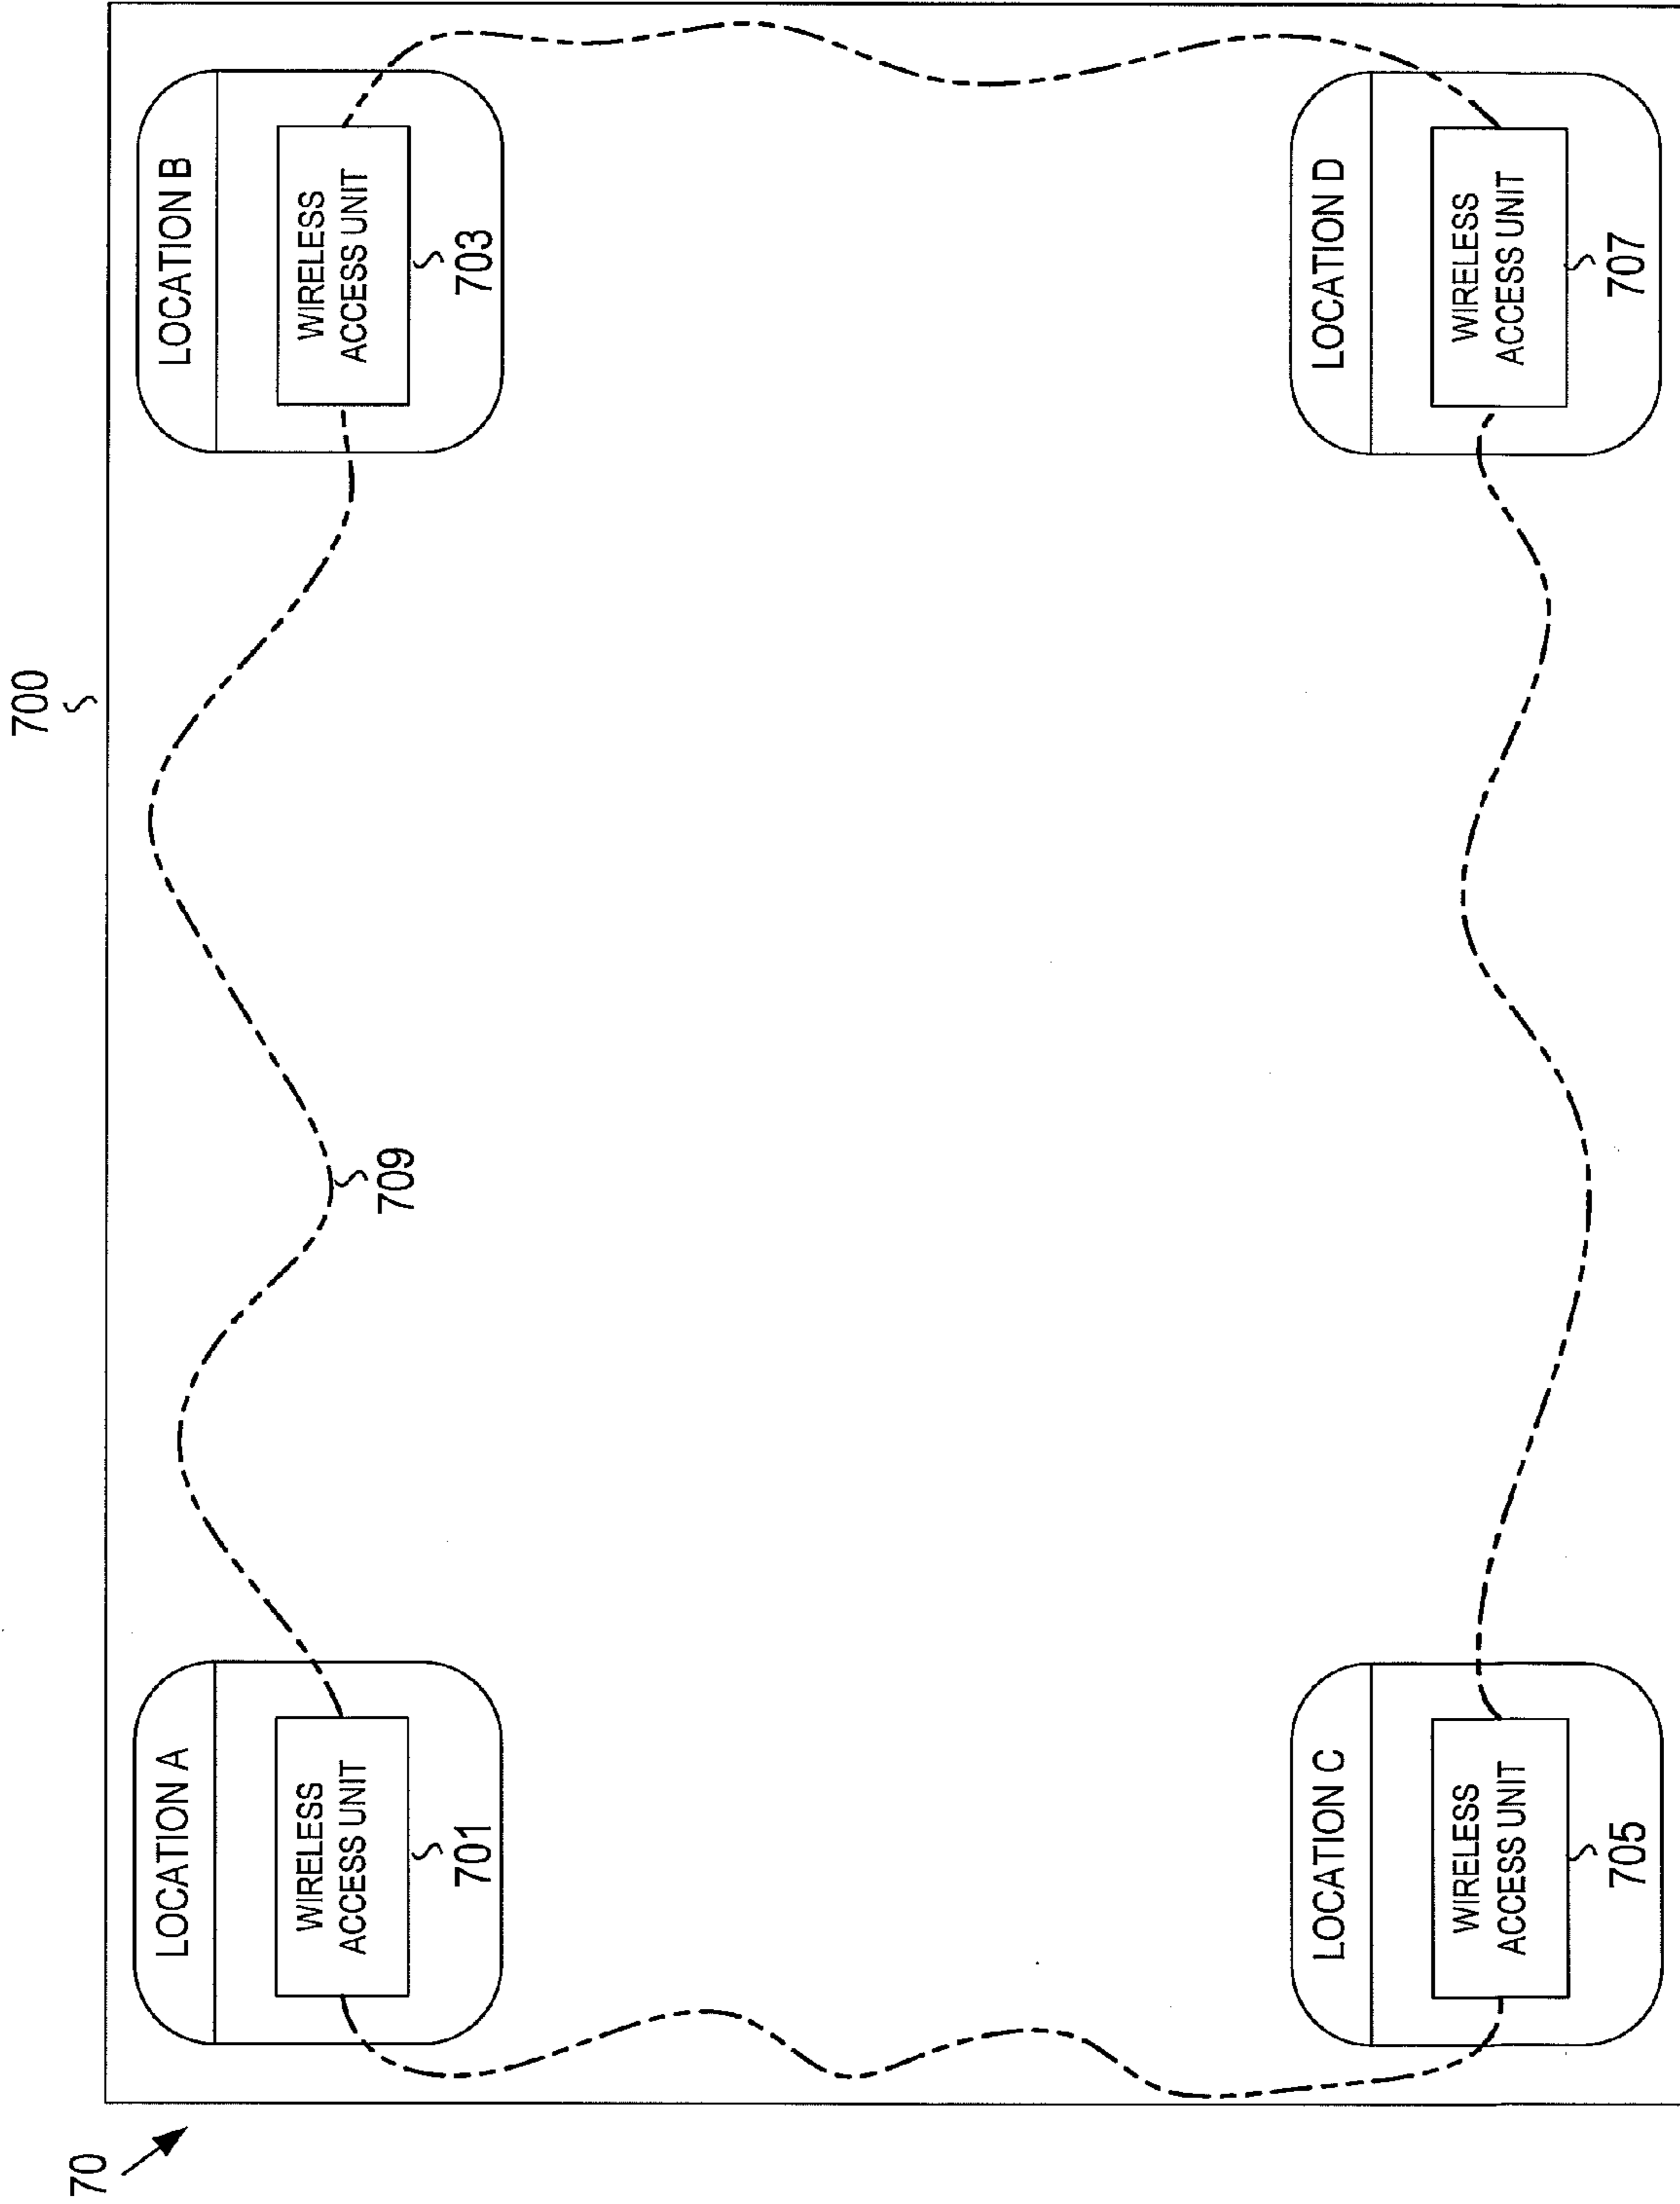 70
700
LOCATION A
WIRELESS
ACCESS UNIT
701
709
LOCATION B
WIRELESS
ACCESS UNIT
703
LOCATION C
WIRELESS
ACCESS UNIT
705
LOCATION D
WIRELESS
ACCESS UNIT
707